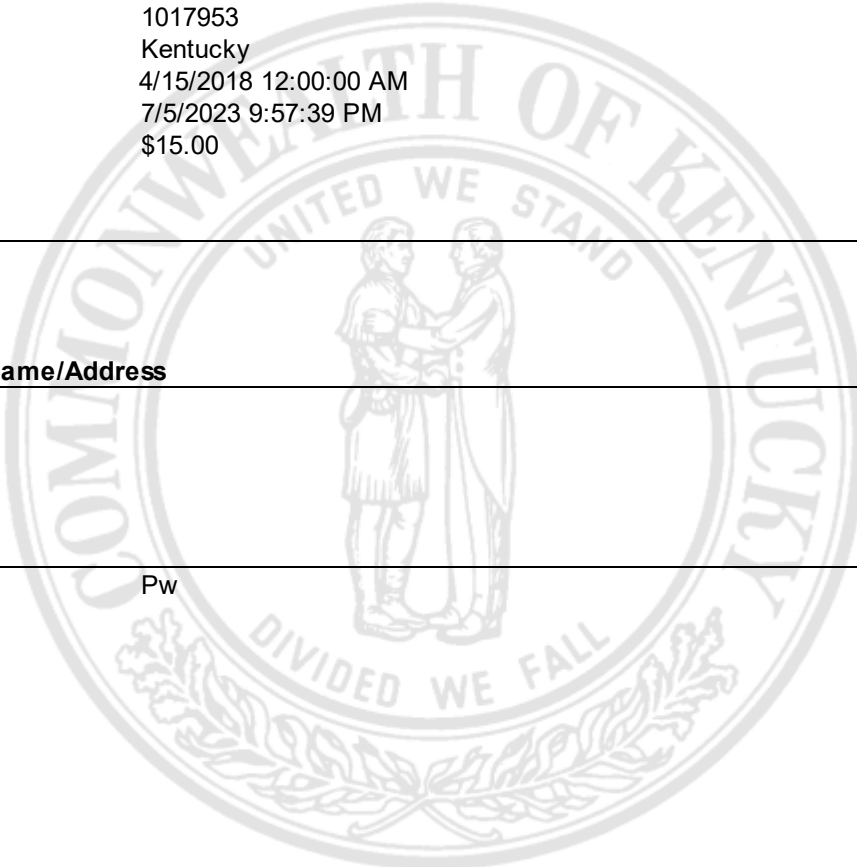 1017953
Kentucky
4/15/2018 12:00:00 AM
7/5/2023 9:57:39 PM
$15.00
COMMONWEALTH OF KENTUCKY
UNITED WE STAND
ame/Address
Pw
DIVIDED WE FALL